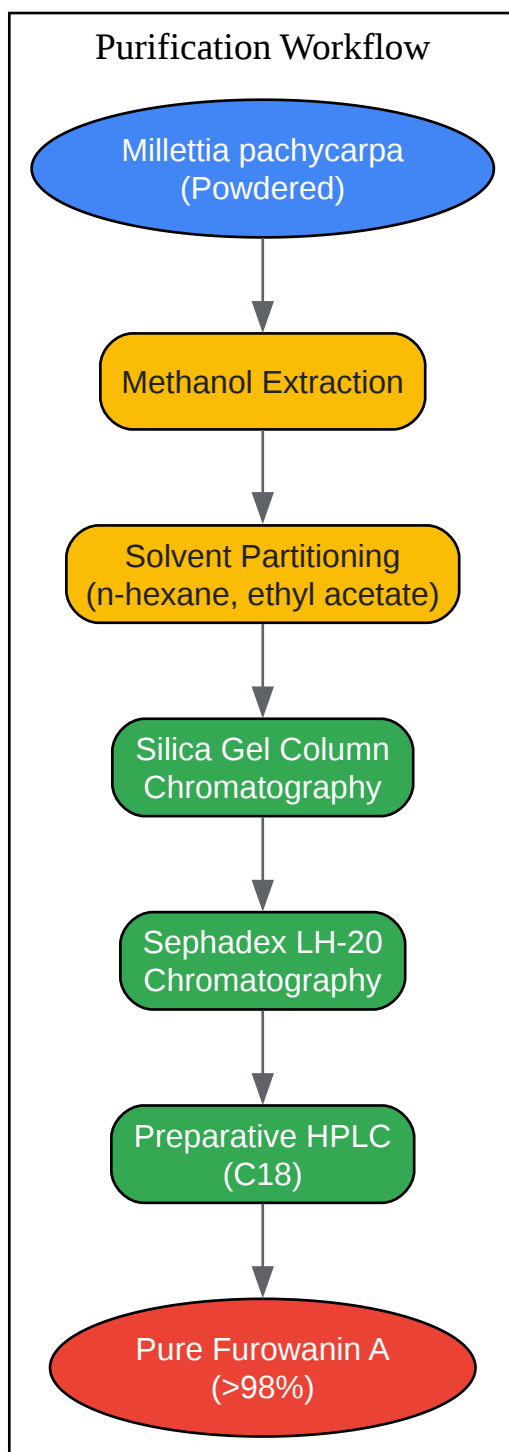 Purification Workflow
Millettia pachycarpa
(Powdered)
Methanol Extraction
Solvent Partitioning
(n-hexane, ethyl acetate)
Silica Gel Column
Chromatography
Sephadex LH-20
Chromatography
Preparative HPLC
(C18)
Pure Furowanin A
(>98%)